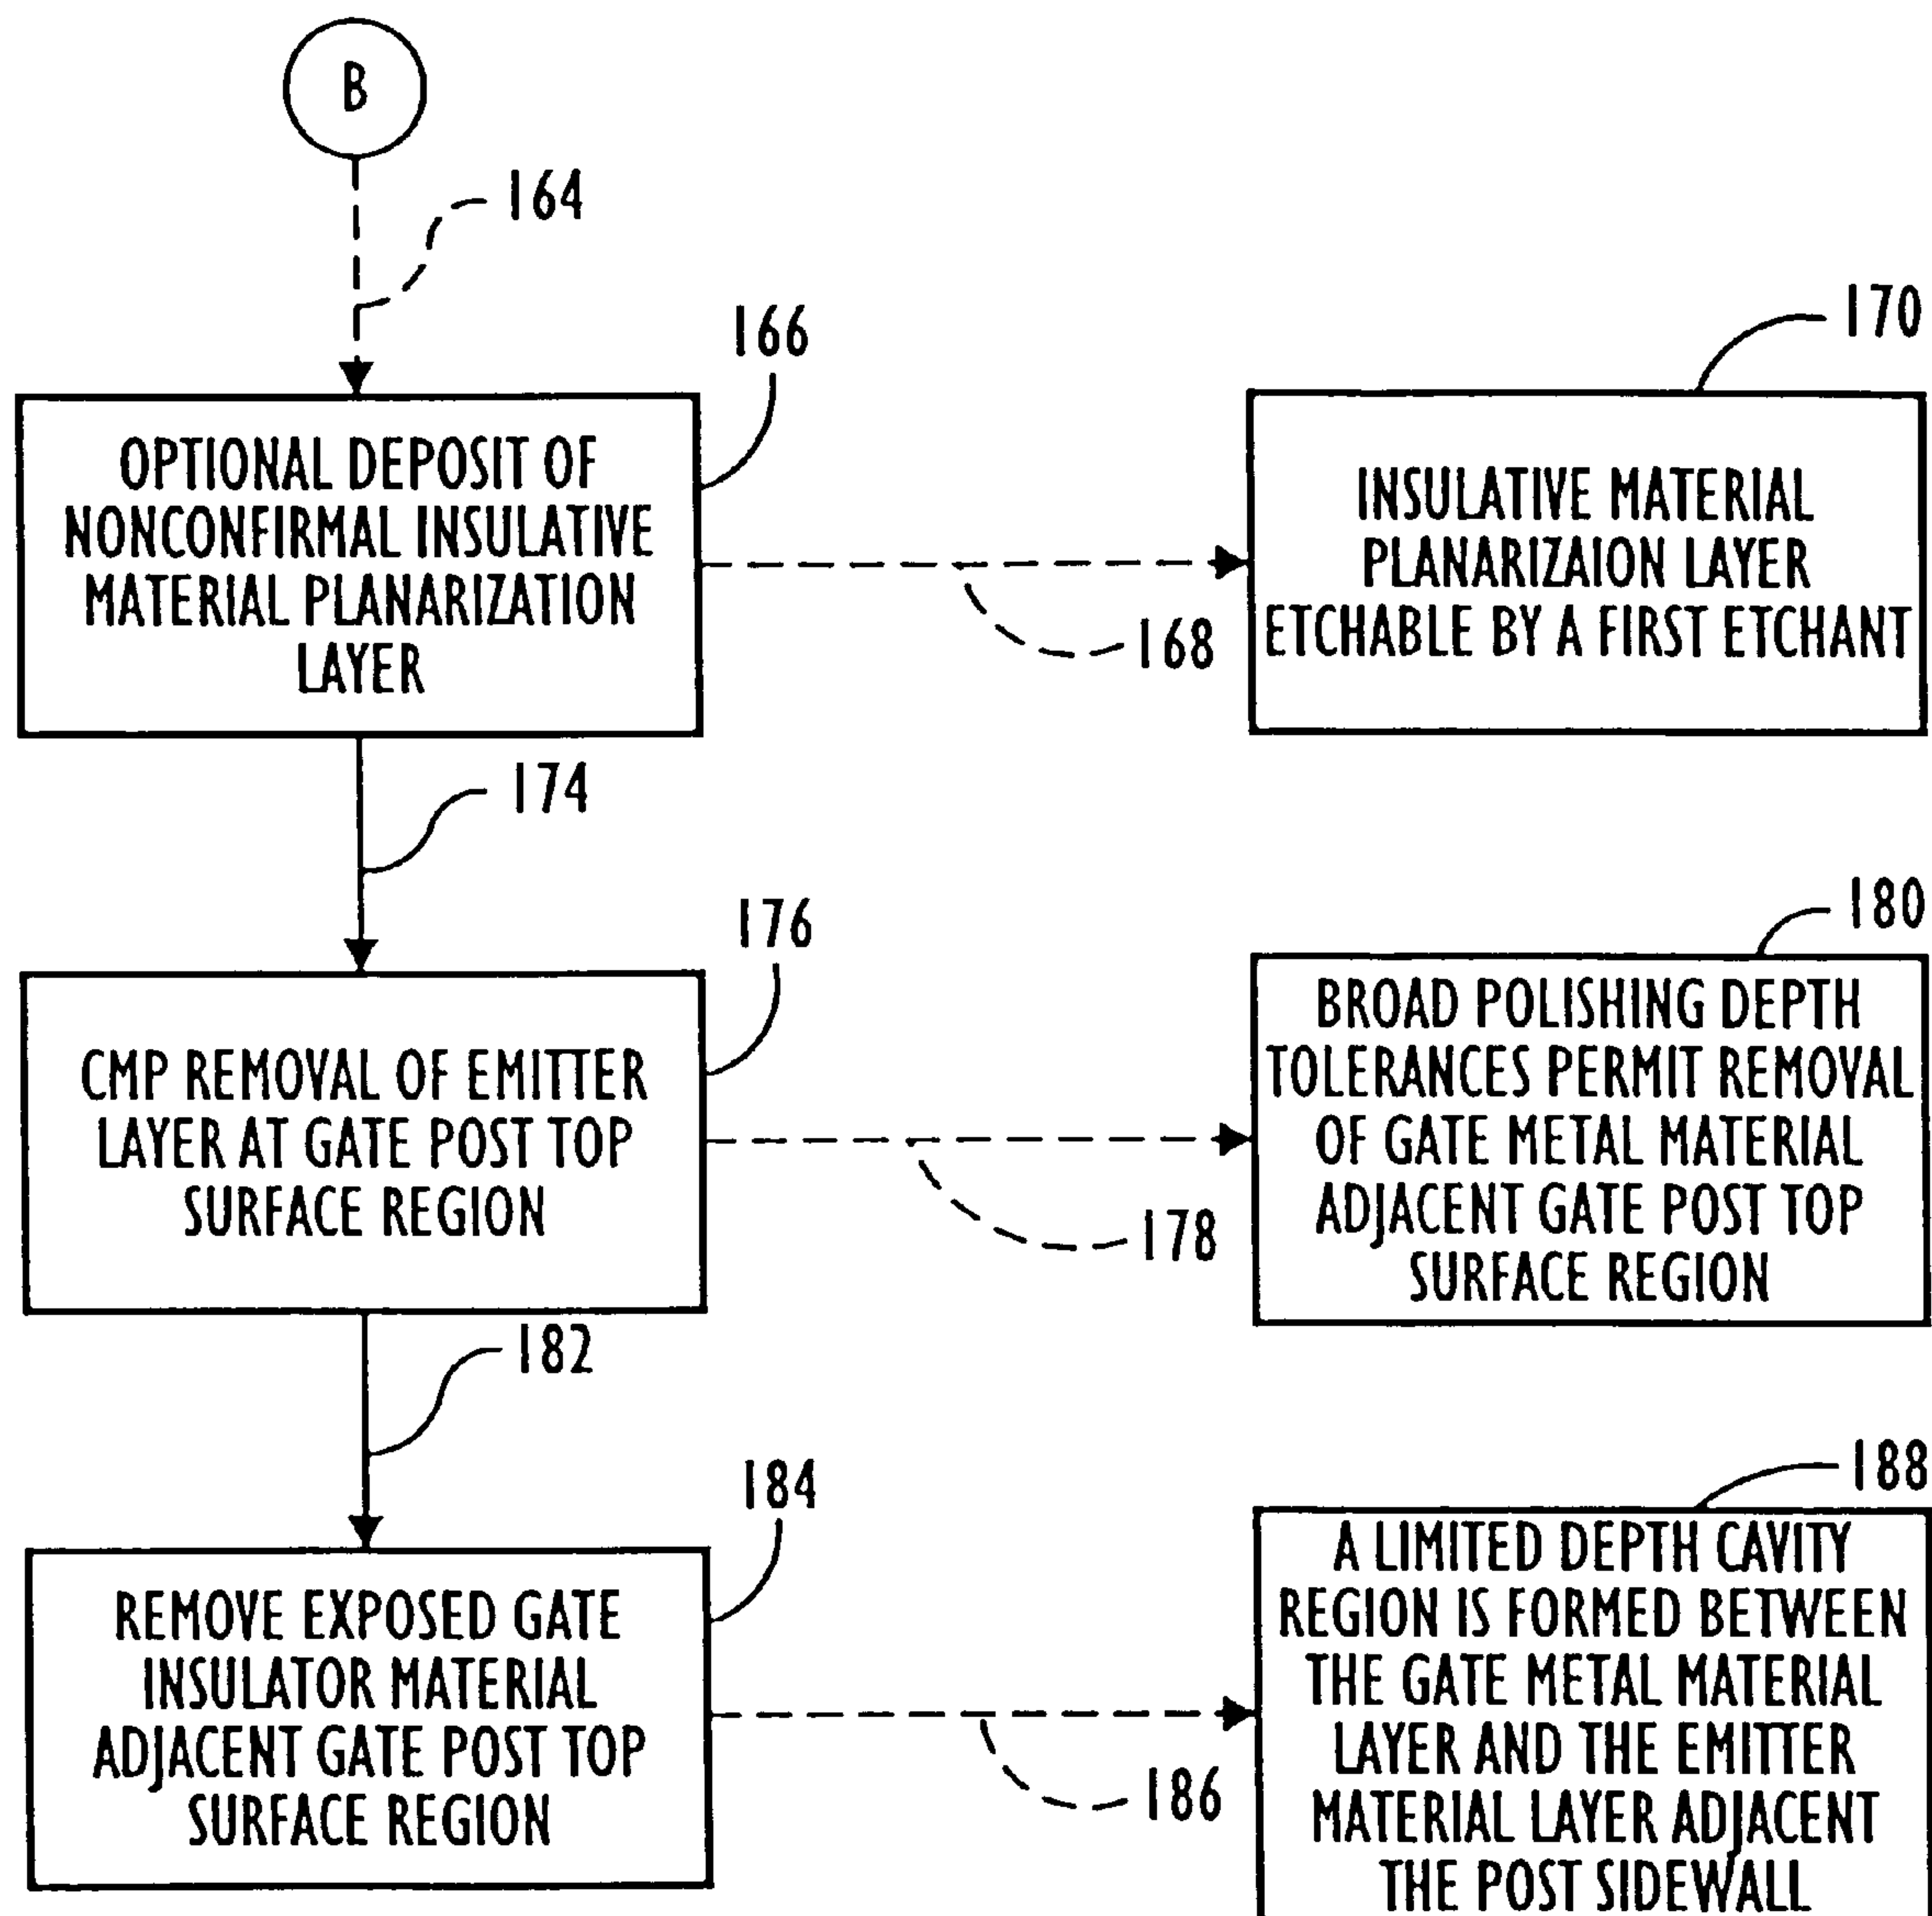 B
164
166
OPTIONAL DEPOSIT OF
NONCONFIRMAL INSULATIVE
MATERIAL PLANARIZATION
LAYER
168
170
INSULATIVE MATERIAL
PLANARIZAION LAYER
ETCHABLE BY A FIRST ETCHANT
174
176
CMP REMOVAL OF EMITTER
LAYER AT GATE POST TOP
SURFACE REGION
178
180
BROAD POLISHING DEPTH
TOLERANCES PERMIT REMOVAL
OF GATE METAL MATERIAL
ADJACENT GATE POST TOP
SURFACE REGION
182
184
REMOVE EXPOSED GATE
INSULATOR MATERIAL
ADJACENT GATE POST TOP
SURFACE REGION
186
188
A LIMITED DEPTH CAVITY
REGION IS FORMED BETWEEN
THE GATE METAL MATERIAL
LAYER AND THE EMITTER
MATERIAL LAYER ADJACENT
THE POST SIDEWALL